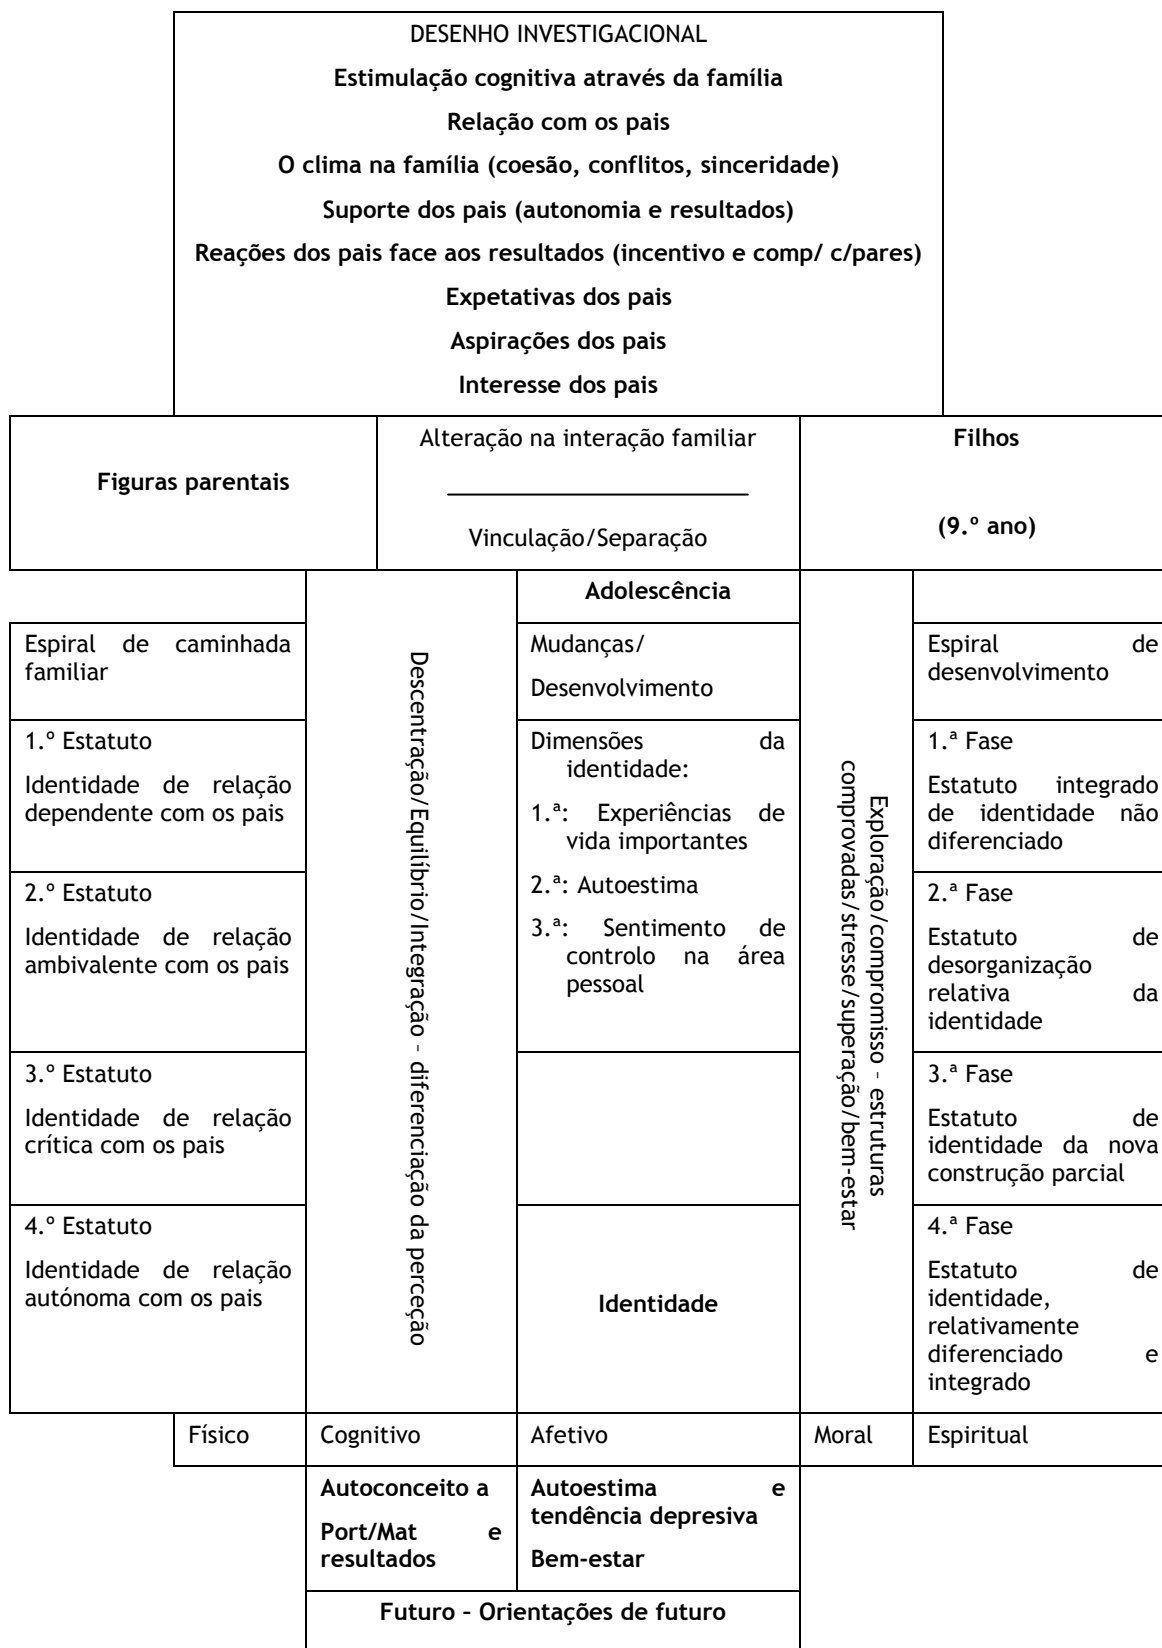 DESENHO INVESTIGACIONAL
Estimulação cognitiva através da família
Relação com os pais
O clima na família (coesão, conflitos, sinceridade)
Suporte dos pais (autonomia e resultados)
Reações dos pais face aos resultados (incentivo e comp/ c/pares)
Expetativas dos pais
Aspirações dos pais
Interesse dos pais
Figuras parentais
Alteração na interação familiar
Vinculação/Separação
Filhos
(9.º ano)
Adolescência
Espiral de caminhada
familiar
Descentração/Equilíbrio/Integração – diferenciação da perceção
Mudanças/
Desenvolvimento
Exploração/compromisso – estruturas
comprovadas/stresse/superação/bem-estar
Espiral de
desenvolvimento
1.º Estatuto
Identidade de relação
dependente com os pais
Dimensões da
identidade:
1.ª: Experiências de
vida importantes
2.ª: Autoestima
3.ª: Sentimento de
controlo na área
pessoal
1.ª Fase
Estatuto integrado
de identidade não
diferenciado
2.º Estatuto
Identidade de relação
ambivalente com os pais
2.ª Fase
Estatuto de
desorganização
relativa da
identidade
3.º Estatuto
Identidade de relação
crítica com os pais
3.ª Fase
Estatuto de
identidade da nova
construção parcial
4.º Estatuto
Identidade de relação
autónoma com os pais
Identidade
4.ª Fase
Estatuto de
identidade,
relativamente
diferenciado e
integrado
Físico
Cognitivo
Afetivo
Moral
Espiritual
Autoconceito a
Port/Mat e
resultados
Autoestima e
tendência depresiva
Bem-estar
Futuro – Orientações de futuro